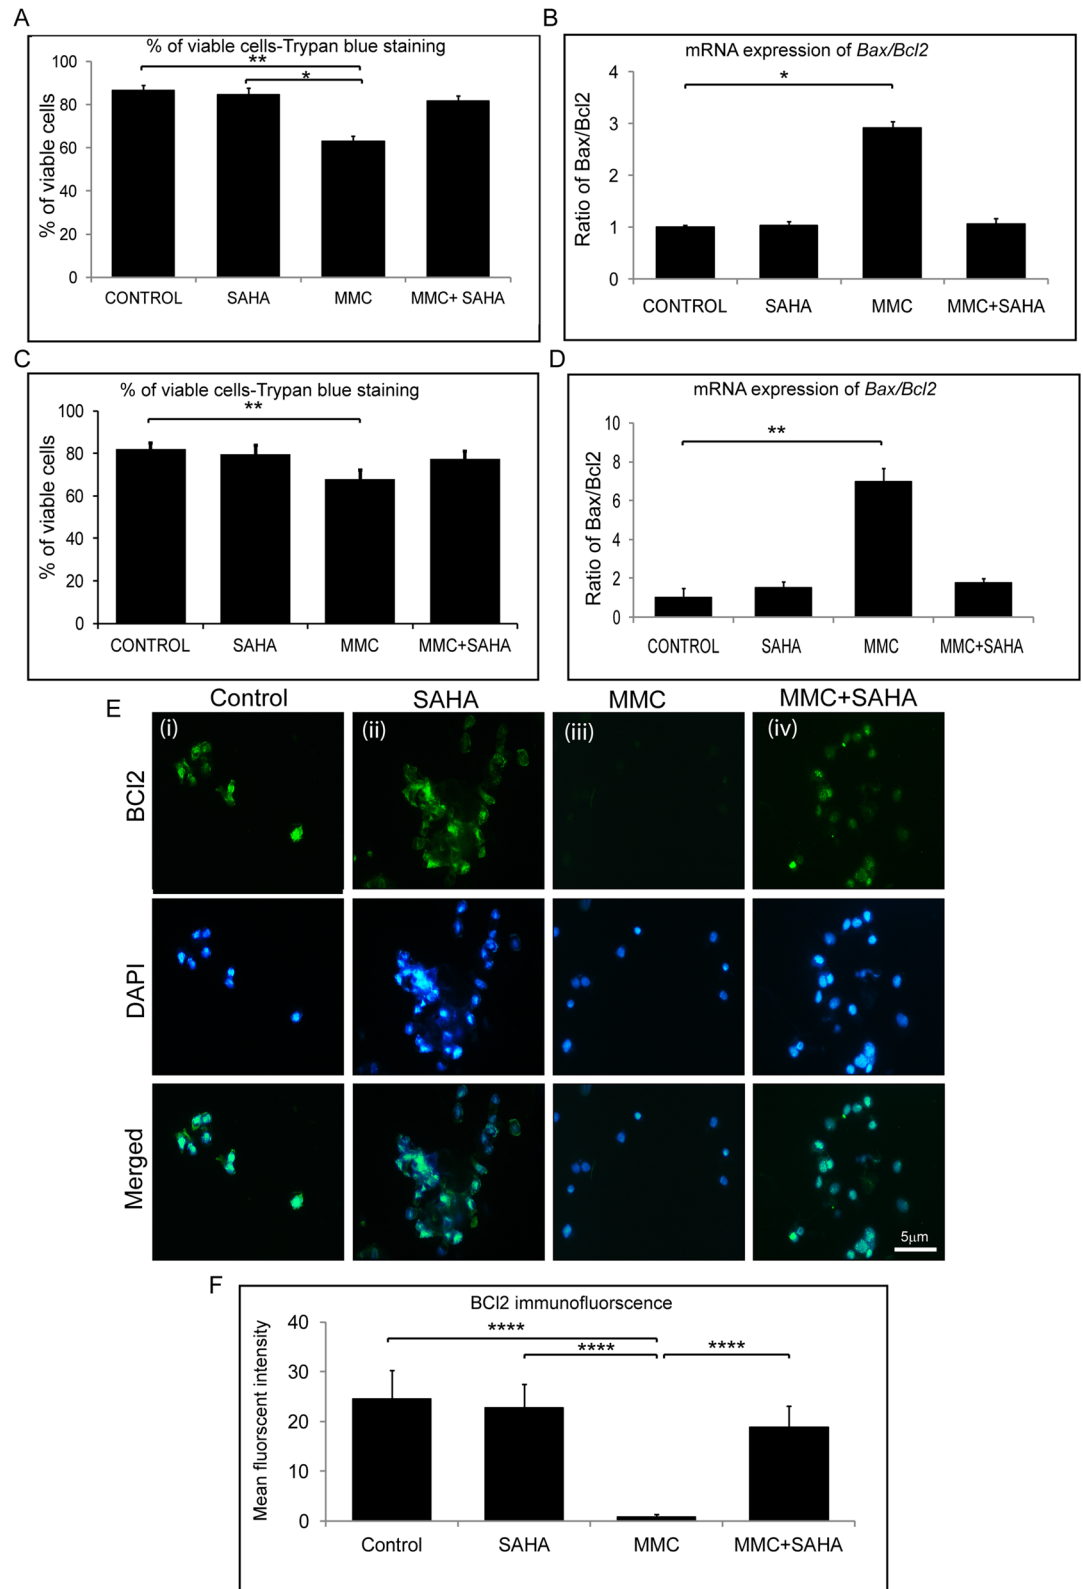 A
% of viable cells-Trypan blue staining
**
*
% of viable cells
100
80
60
40
20
0
CONTROL SAHA MMC MMC+ SAHA
B
mRNA expression of Bax/Bcl2
*
Ratio of Bax/Bcl2
4
3
2
1
0
CONTROL SAHA MMC MMC+SAHA
C
% of viable cells-Trypan blue staining
**
% of viable cells
100
80
60
40
20
0
CONTROL SAHA MMC MMC+SAHA
D
mRNA expression of Bax/Bcl2
**
Ratio of Bax/Bcl2
10
8
6
4
2
0
CONTROL SAHA MMC MMC+SAHA
E
Control SAHA MMC MMC+SAHA
(i) (ii) (iii) (iv)
BCl2
DAPI
Merged
5µm
F
BCl2 immunofluorscence
****
**** ****
Mean fluorscent intensity
40
30
20
10
0
Control SAHA MMC MMC+SAHA